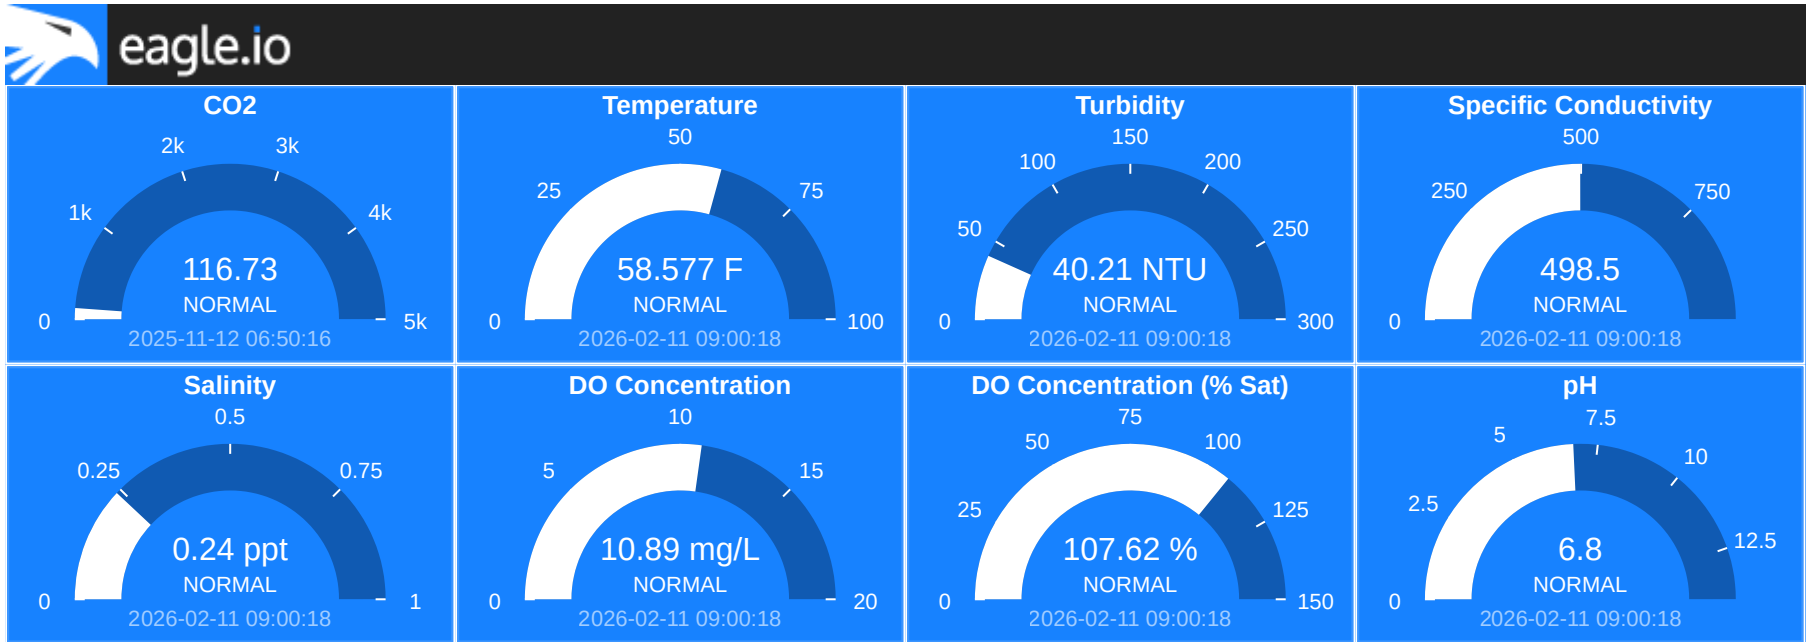 eagle.io
CO2
0
1k
2k
3k
4k
5k
116.73
NORMAL
2025-11-12 06:50:16
Temperature
0
25
50
75
100
58.577 F
NORMAL
2026-02-11 09:00:18
Turbidity
0
50
100
150
200
250
300
40.21 NTU
NORMAL
2026-02-11 09:00:18
Specific Conductivity
0
250
500
750
498.5
NORMAL
2026-02-11 09:00:18
Salinity
0
0.25
0.5
0.75
1
0.24 ppt
NORMAL
2026-02-11 09:00:18
DO Concentration
0
5
10
15
20
10.89 mg/L
NORMAL
2026-02-11 09:00:18
DO Concentration (% Sat)
0
25
50
75
100
125
150
107.62 %
NORMAL
2026-02-11 09:00:18
pH
0
2.5
5
7.5
10
12.5
6.8
NORMAL
2026-02-11 09:00:18